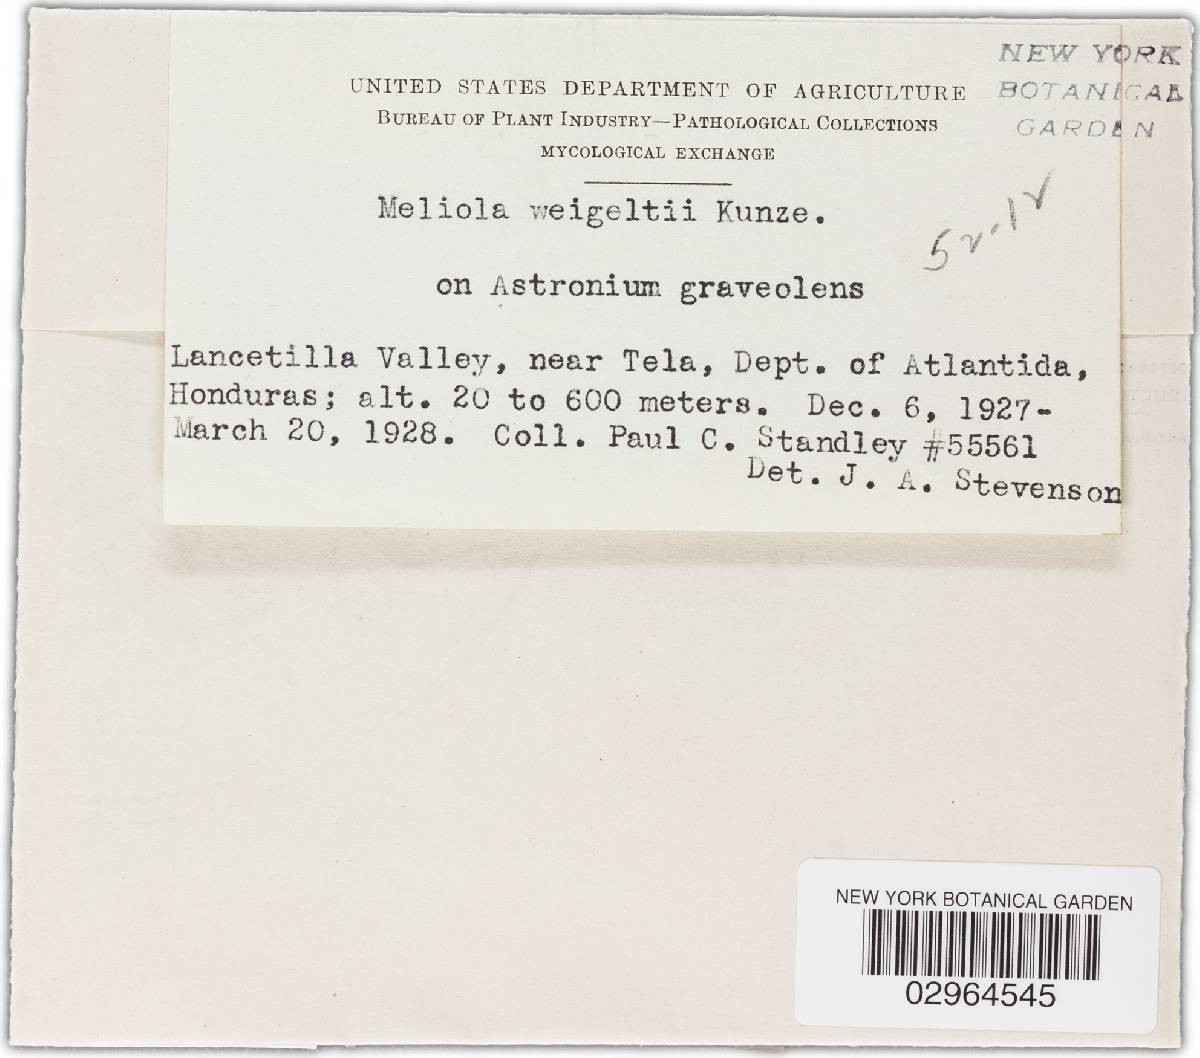 NEW YORK
BOTANICAL
GARDEN
UNITED STATES DEPARTMENT OF AGRICULTURE
BUREAU OF PLANT INDUSTRY—PATHOLOGICAL COLLECTIONS
MYCOLOGICAL EXCHANGE
Meliola weigeltii Kunze.
on Astronium graveolens
Lancetilla Valley, near Tela, Dept. of Atlantida,
Honduras; alt. 20 to 600 meters. Dec. 6, 1927-
March 20, 1928. Coll. Paul C. Standley #55561
Det. J. A. Stevenson
NEW YORK BOTANICAL GARDEN
02964545